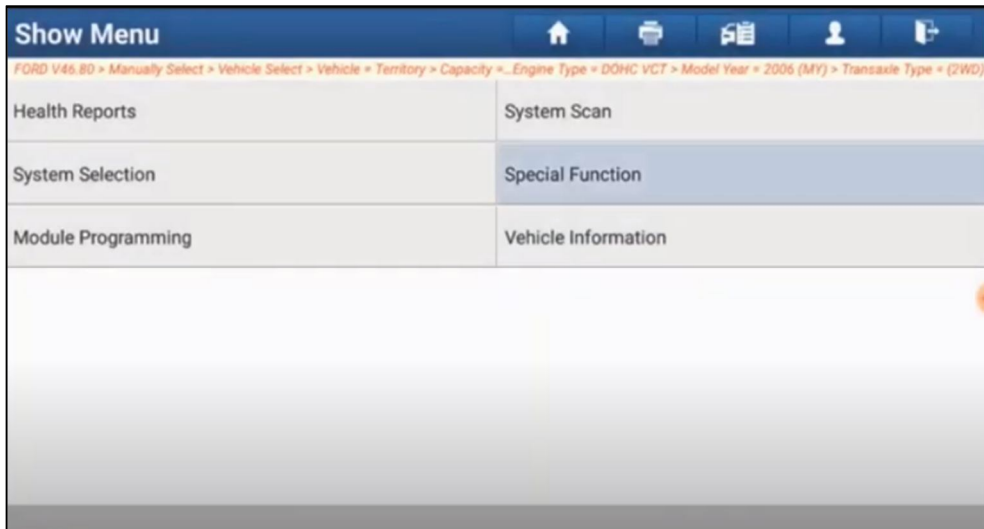 Show Menu
FORD V46.80 > Manually Select > Vehicle Select > Vehicle = Territory > Capacity =...Engine Type = DOHC VCT > Model Year = 2006 (MY) > Transaxle Type = (2WD)
Health Reports
System Scan
System Selection
Special Function
Module Programming
Vehicle Information